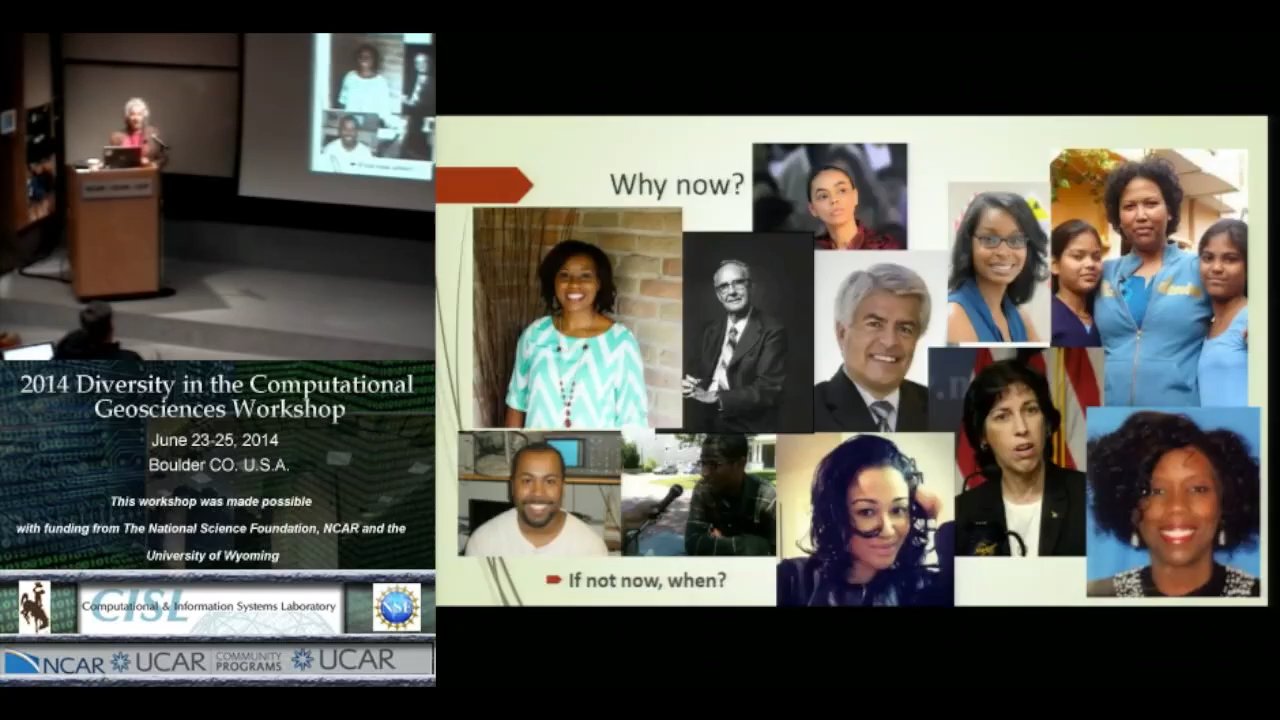 Why now?
If not now, when?
2014 Diversity in the Computational
Geosciences Workshop
June 23-25, 2014
Boulder CO. U.S.A.
This workshop was made possible
with funding from The National Science Foundation, NCAR and the
University of Wyoming
CISL
Computational & Information Systems Laboratory
NSF
NCAR
UCAR
COMMUNITY
PROGRAMS
UCAR